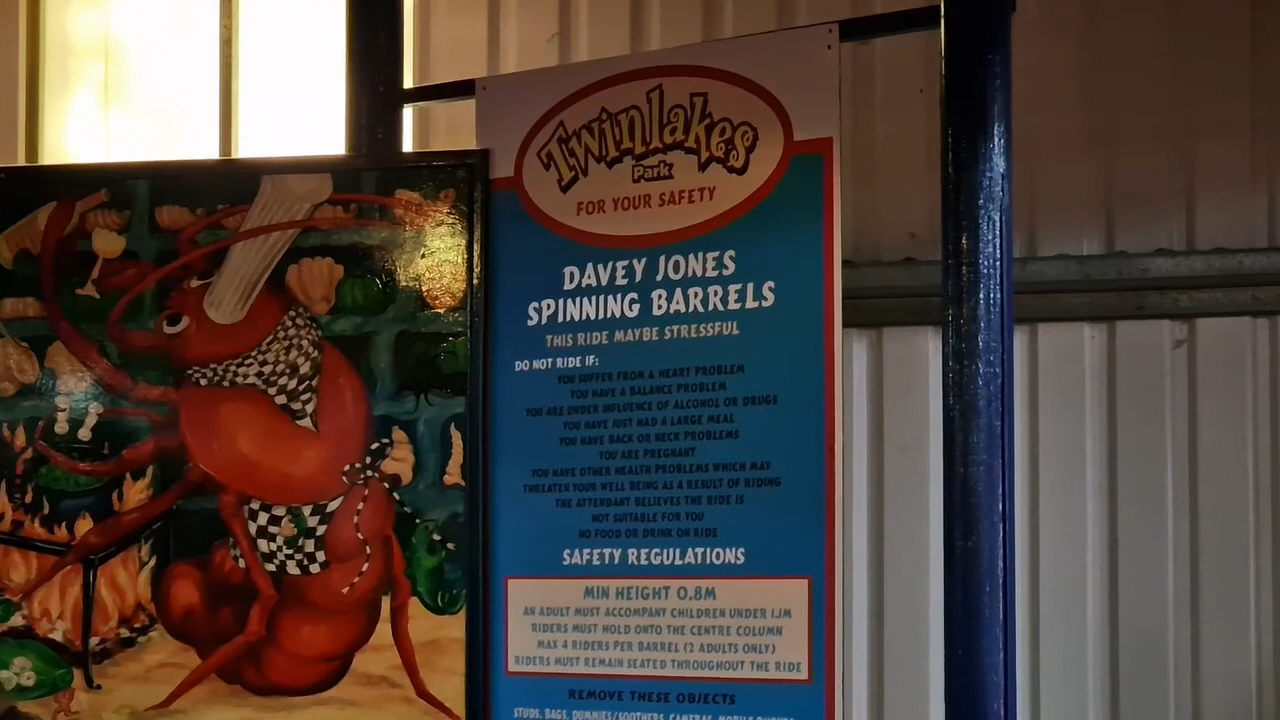 Twinlakes
Park
FOR YOUR SAFETY
DAVEY JONES
SPINNING BARRELS
THIS RIDE MAYBE STRESSFUL
DO NOT RIDE IF:
YOU SUFFER FROM A HEART PROBLEM
YOU HAVE A BALANCE PROBLEM
YOU ARE UNDER INFLUENCE OF ALCOHOL OR DRUGS
YOU HAVE JUST HAD A LARGE MEAL
YOU HAVE BACK OR NECK PROBLEMS
YOU ARE PREGNANT
YOU HAVE OTHER HEALTH PROBLEMS WHICH MAY
THREATEN YOUR WELL BEING AS A RESULT OF RIDING
THE ATTENDANT BELIEVES THE RIDE IS
NOT SUITABLE FOR YOU
NO FOOD OR DRINK ON RIDE
SAFETY REGULATIONS
MIN HEIGHT 0.8M
AN ADULT MUST ACCOMPANY CHILDREN UNDER 1.1M
RIDERS MUST HOLD ONTO THE CENTRE COLUMN
MAX 4 RIDERS PER BARREL (2 ADULTS ONLY)
RIDERS MUST REMAIN SEATED THROUGHOUT THE RIDE
REMOVE THESE OBJECTS
STUDS, BAGS, DUMMIES/SOOTHERS, CAMERAS, MOBILE PHONES